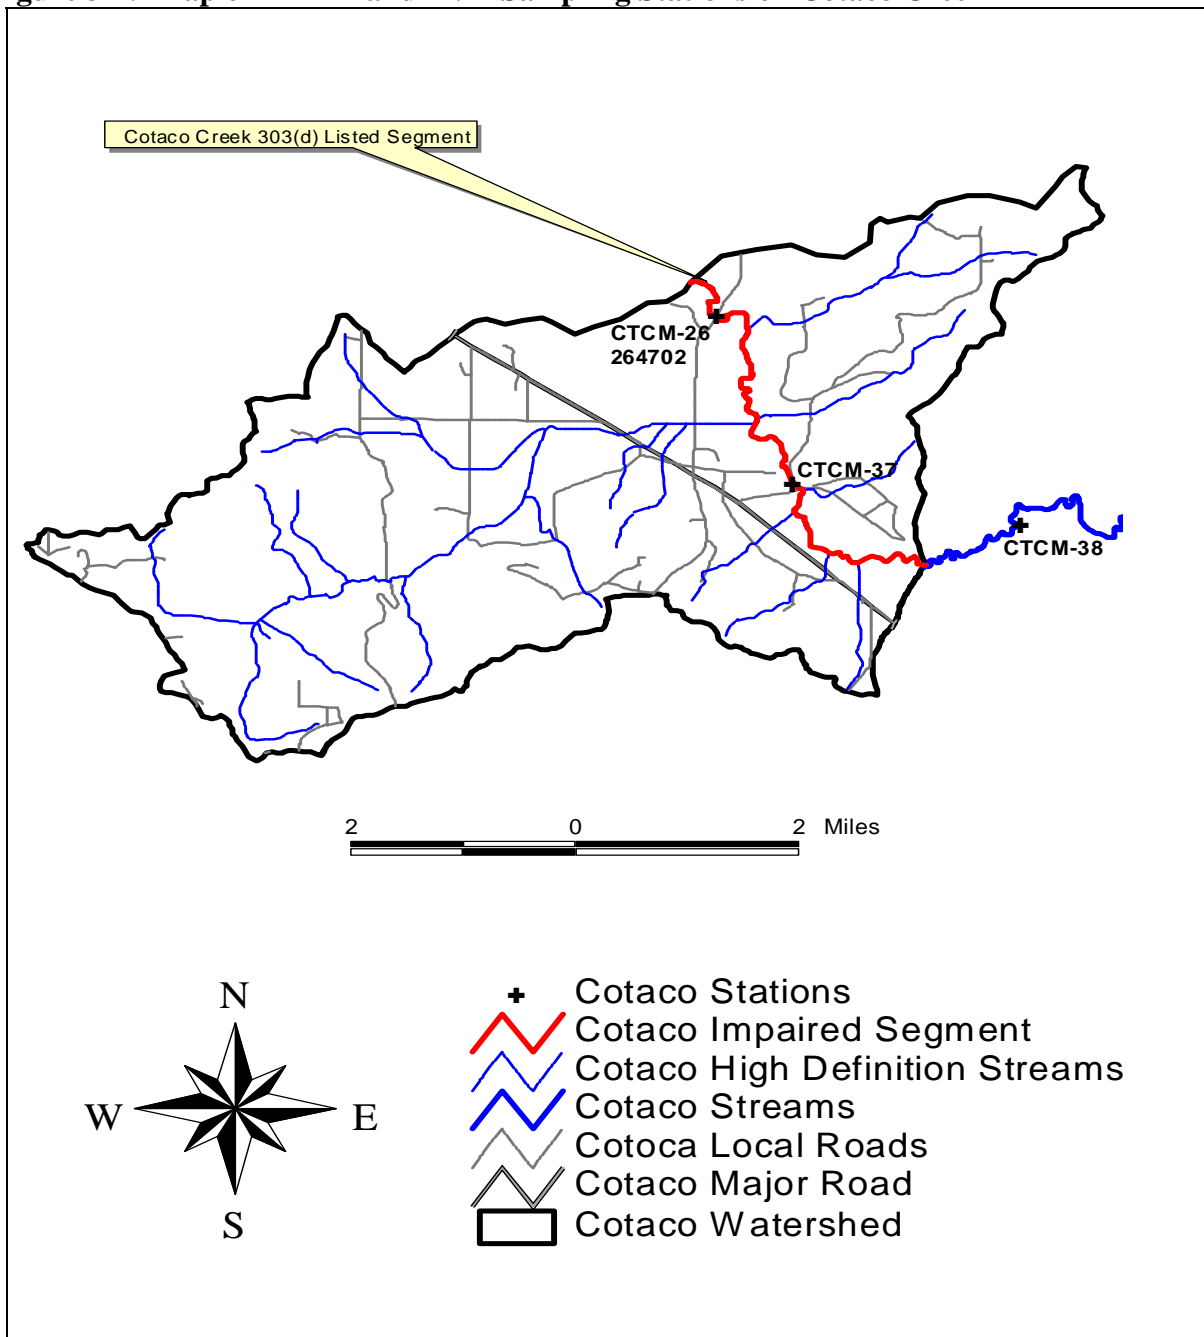 Cotaco Creek 303(d) Listed Segment
CTCM-26
264702
CTCM-37
CTCM-38
2 0 2 Miles
N
W E
S
Cotaco Stations
Cotaco Impaired Segment
Cotaco High Definition Streams
Cotaco Streams
Cotoca Local Roads
Cotaco Major Road
Cotaco Watershed